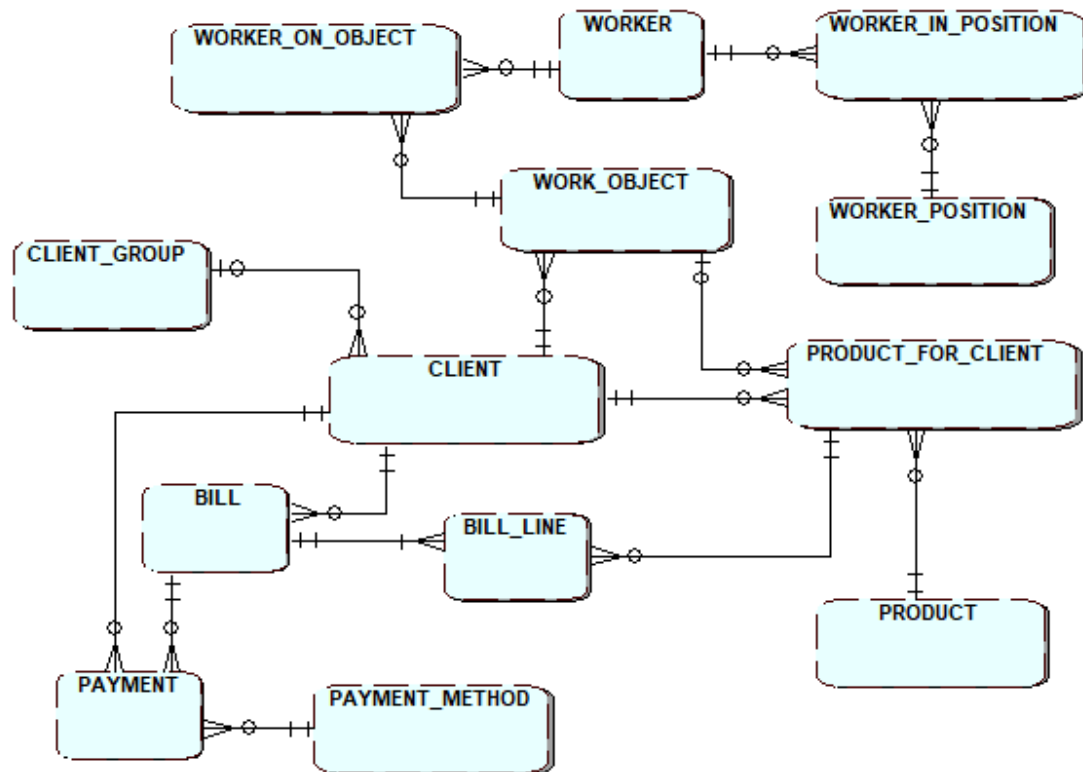 WORKER_ON_OBJECT
WORKER
WORKER_IN_POSITION
WORK_OBJECT
WORKER_POSITION
CLIENT_GROUP
CLIENT
PRODUCT_FOR_CLIENT
BILL
BILL_LINE
PRODUCT
PAYMENT
PAYMENT_METHOD